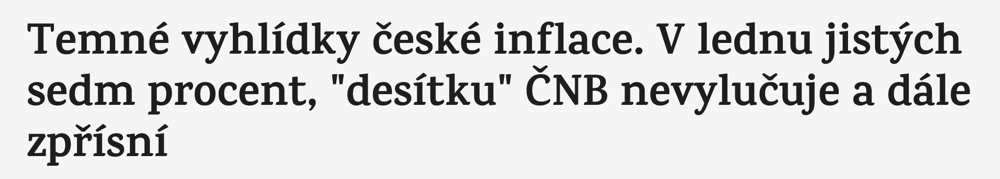 Temné vyhlídky české inflace. V lednu jistých
sedm procent, "desítku" ČNB nevylučuje a dále
zpřísní